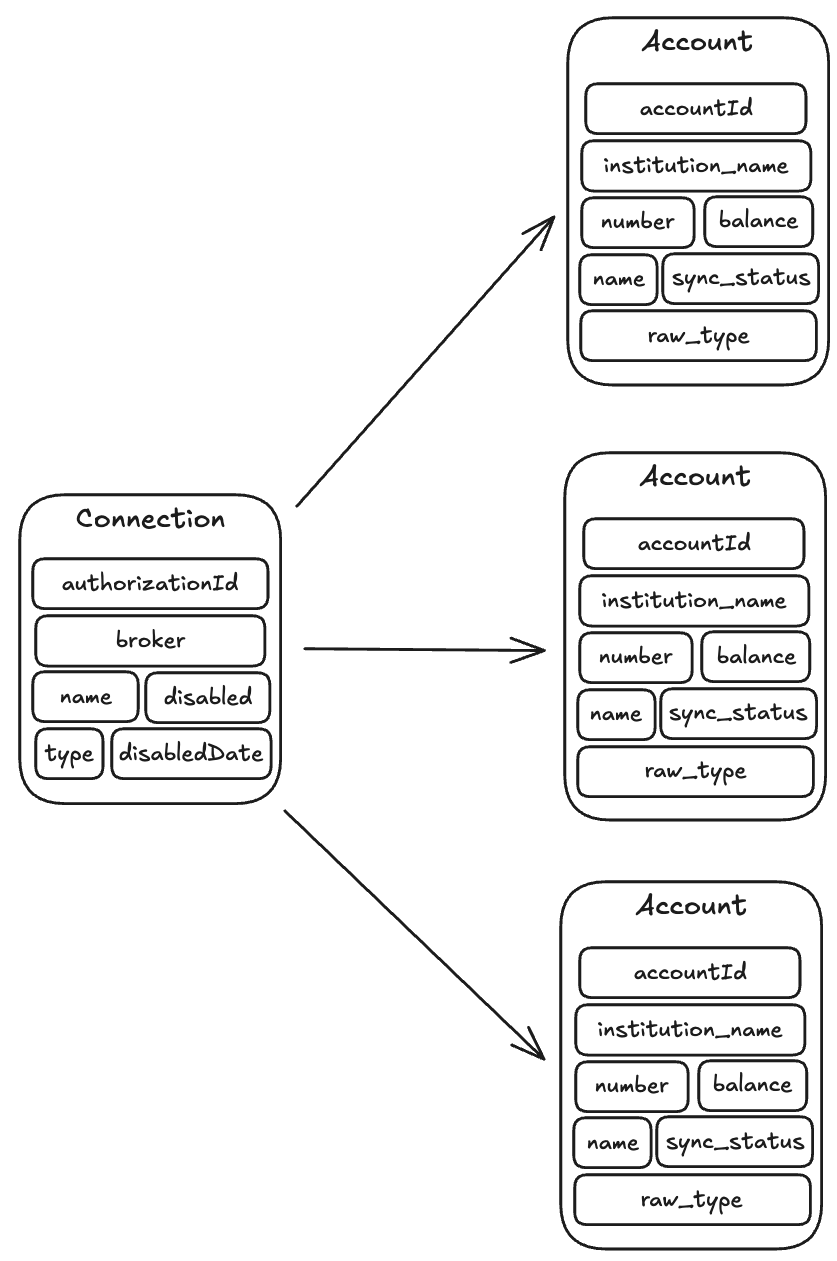 Account
accountId
institution_name
number balance
name sync_status
raw_type
Connection
authorizationId
broker
name disabled
type disabledDate
Account
accountId
institution_name
number balance
name sync_status
raw_type
Account
accountId
institution_name
number balance
name sync_status
raw_type